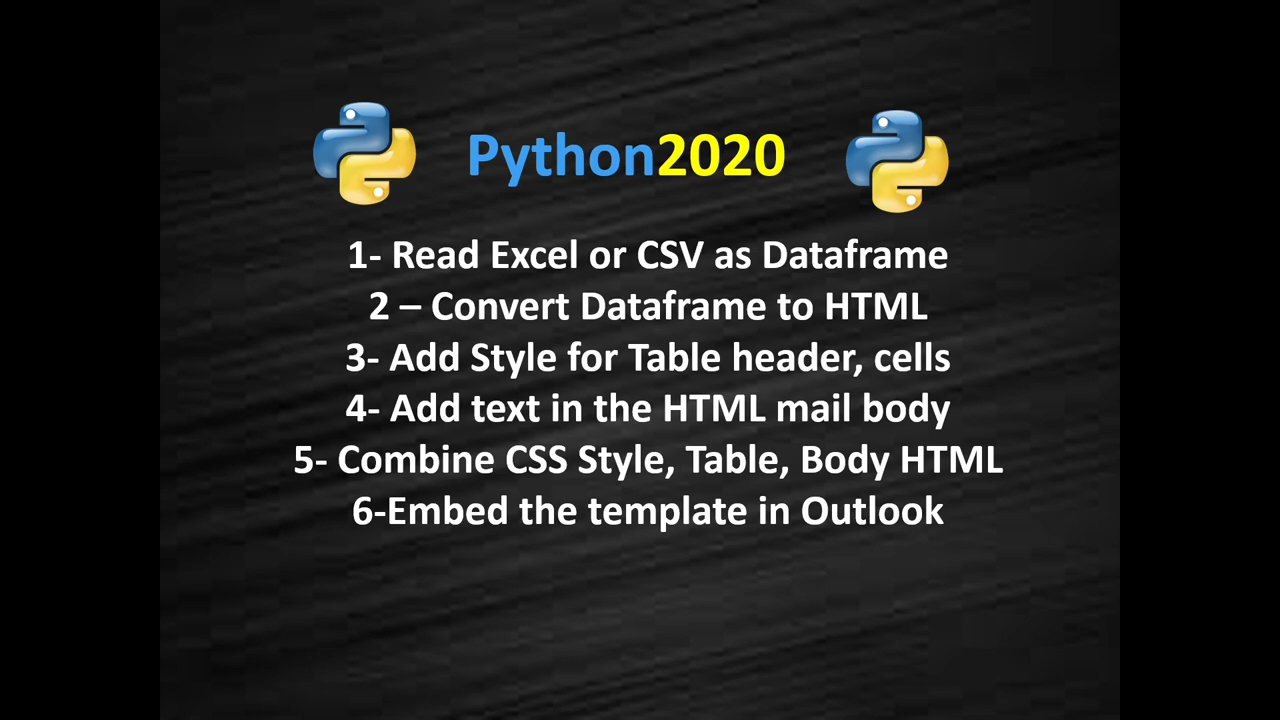 Python2020
1- Read Excel or CSV as Dataframe
2 – Convert Dataframe to HTML
3- Add Style for Table header, cells
4- Add text in the HTML mail body
5- Combine CSS Style, Table, Body HTML
6-Embed the template in Outlook